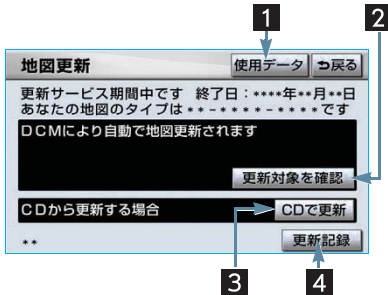 1
2
地図更新 使用データ 戻る
更新サービス期間中です 終了日：****年**月**日
あなたの地図のタイプは**-****-****です
DCMにより自動で地図更新されます
更新対象を確認
CDから更新する場合 CDで更新
** 更新記録
3
4